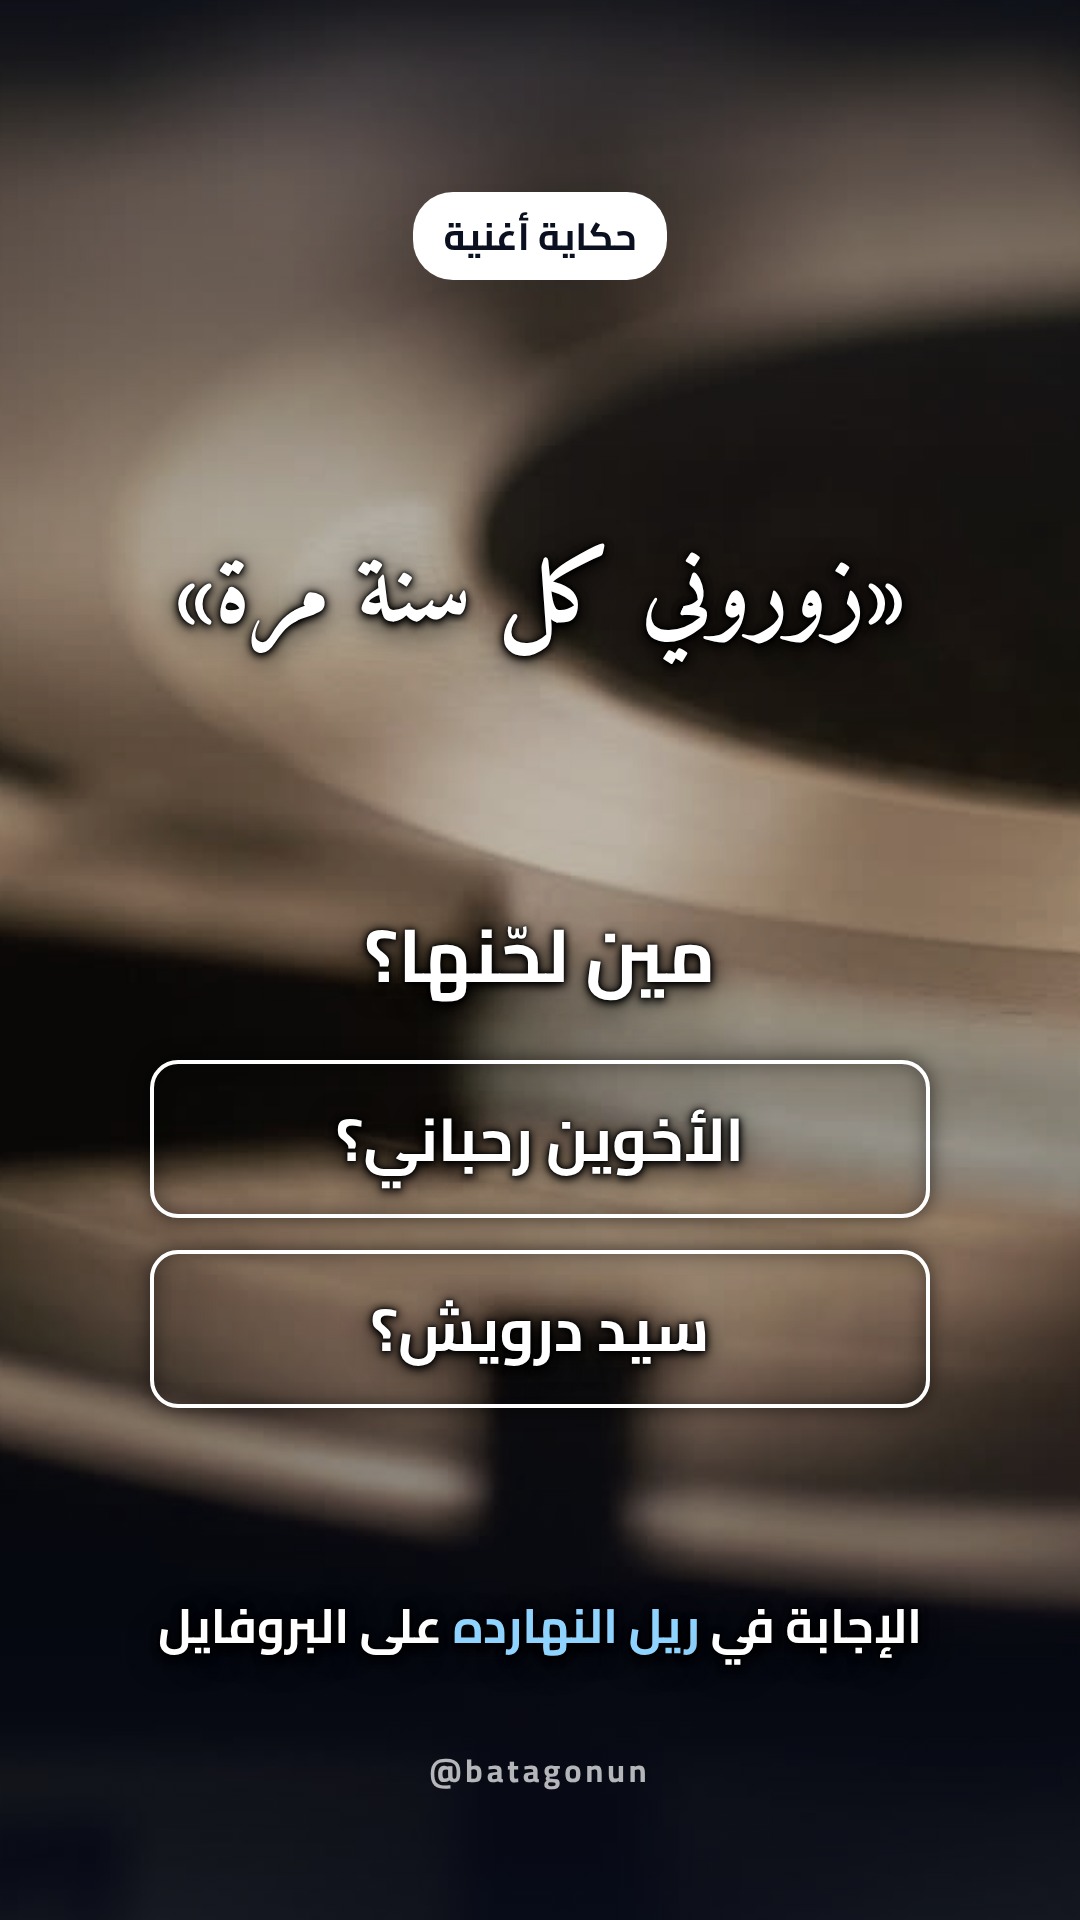 حكاية أغنية
«زوروني كل سنة مرة»
مين لحّنها؟
الأخوين رحباني؟
سيد درويش؟
الإجابة في ريل النهارده على البروفايل
@batagonun